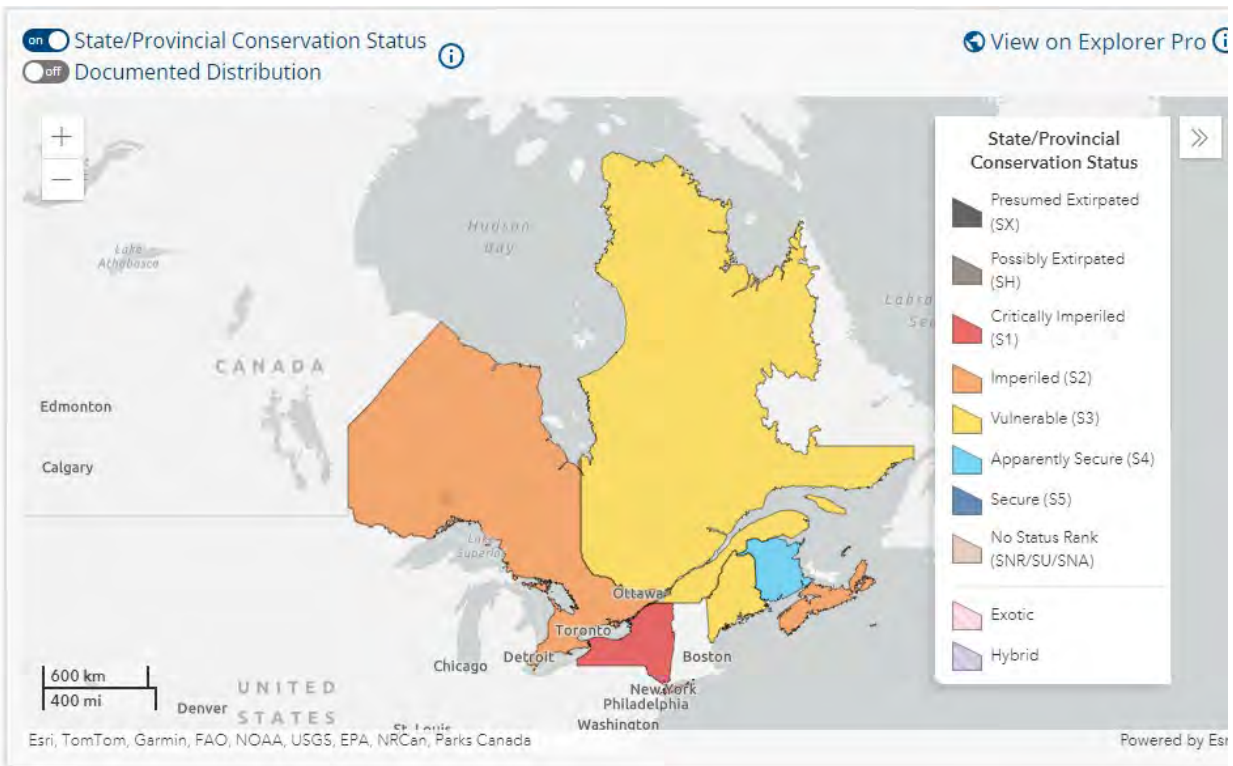 on State/Provincial Conservation Status
off Documented Distribution
View on Explorer Pro
+
−
Hudson
Bay
Lake
Athabasca
CANADA
Edmonton
Calgary
Lake
Superior
Ottawa
Toronto
Detroit
Chicago
Boston
New York
Philadelphia
Washington
Denver
UNITED
STATES
St. Louis
600 km
400 mi
State/Provincial
Conservation Status
Presumed Extirpated
(SX)
Possibly Extirpated
(SH)
Critically Imperiled
(S1)
Imperiled (S2)
Vulnerable (S3)
Apparently Secure (S4)
Secure (S5)
No Status Rank
(SNR/SU/SNA)
Exotic
Hybrid
Esri, TomTom, Garmin, FAO, NOAA, USGS, EPA, NRCan, Parks Canada
Powered by Esr